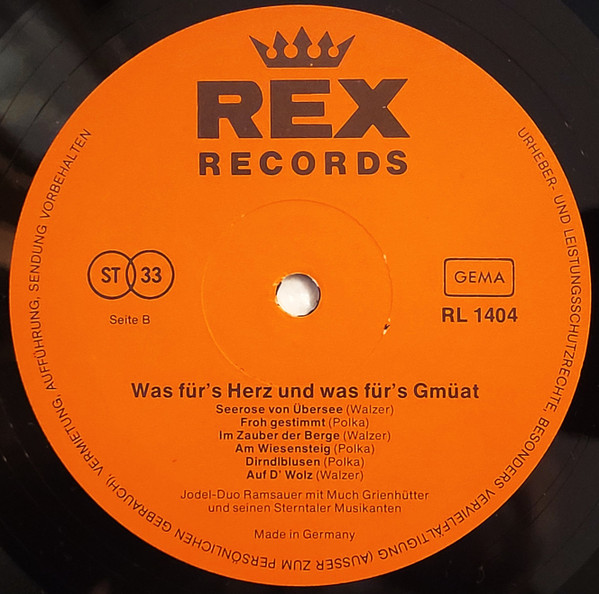 REX
RECORDS
URHEBER- UND LEISTUNGSSCHUTZRECHTE, BESONDERS VERVIELFÄLTIGUNG (AUSSER ZUM PERSÖNLICHEN GEBRAUCH), VERMIETUNG, AUFFÜHRUNG, SENDUNG VORBEHALTEN
ST 33
GEMA
Seite B
RL 1404
Was für's Herz und was für's Gmüat
Seerose von Übersee (Walzer)
Froh gestimmt (Polka)
Im Zauber der Berge (Walzer)
Am Wiesensteig (Polka)
Dirndlblusen (Polka)
Auf D' Wolz (Walzer)
Jodel-Duo Ramsauer mit Much Grienhütter
und seinen Sterntaler Musikanten
Made in Germany